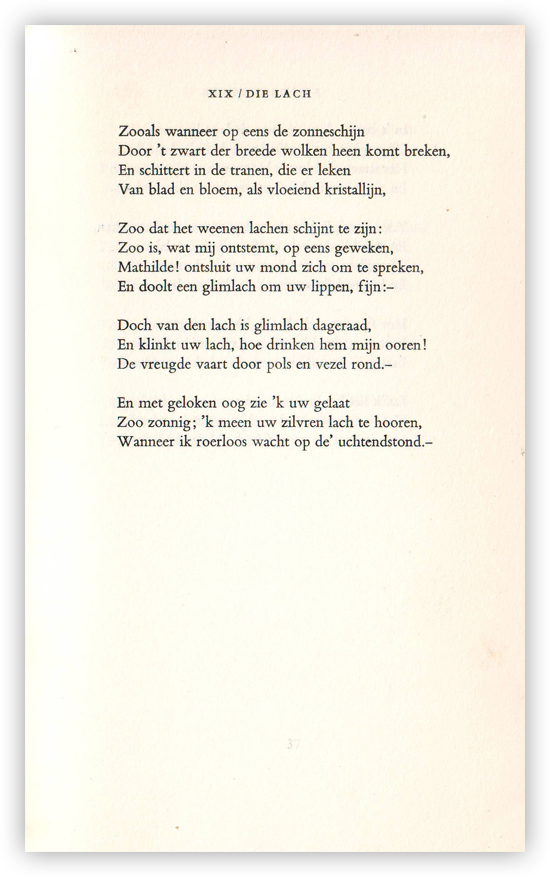 XIX / DIE LACH
Zooals wanneer op eens de zonneschijn
Door 't zwart der breede wolken heen komt breken,
En schittert in de tranen, die er leken
Van blad en bloem, als vloeiend kristallijn,
Zoo dat het weenen lachen schijnt te zijn:
Zoo is, wat mij ontstemt, op eens geweken,
Mathilde! ontsluit uw mond zich om te spreken,
En doolt een glimlach om uw lippen, fijn:–
Doch van den lach is glimlach dageraad,
En klinkt uw lach, hoe drinken hem mijn ooren!
De vreugde vaart door pols en vezel rond.–
En met geloken oog zie 'k uw gelaat
Zoo zonnig; 'k meen uw zilvren lach te hooren,
Wanneer ik roerloos wacht op de' uchtendstond.–
37